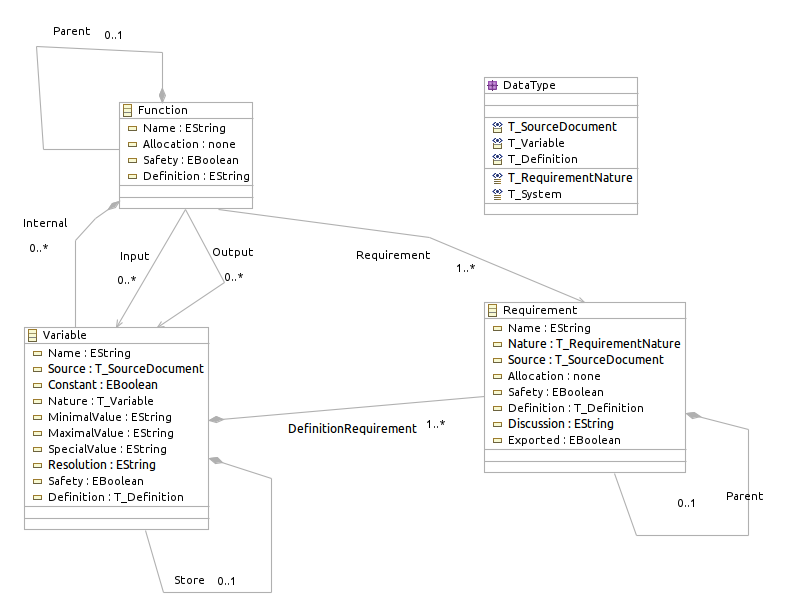 Parent
0..1
Function
Name : EString
Allocation : none
Safety : EBoolean
Definition : EString
DataType
T_SourceDocument
T_Variable
T_Definition
T_RequirementNature
T_System
Internal
0..*
Input
0..*
Output
0..*
Requirement
1..*
Variable
Name : EString
Source : T_SourceDocument
Constant : EBoolean
Nature : T_Variable
MinimalValue : EString
MaximalValue : EString
SpecialValue : EString
Resolution : EString
Safety : EBoolean
Definition : T_Definition
Requirement
Name : EString
Nature : T_RequirementNature
Source : T_SourceDocument
Allocation : none
Safety : EBoolean
Definition : T_Definition
Discussion : EString
Exported : EBoolean
DefinitionRequirement
1..*
0..1
Parent
Store
0..1